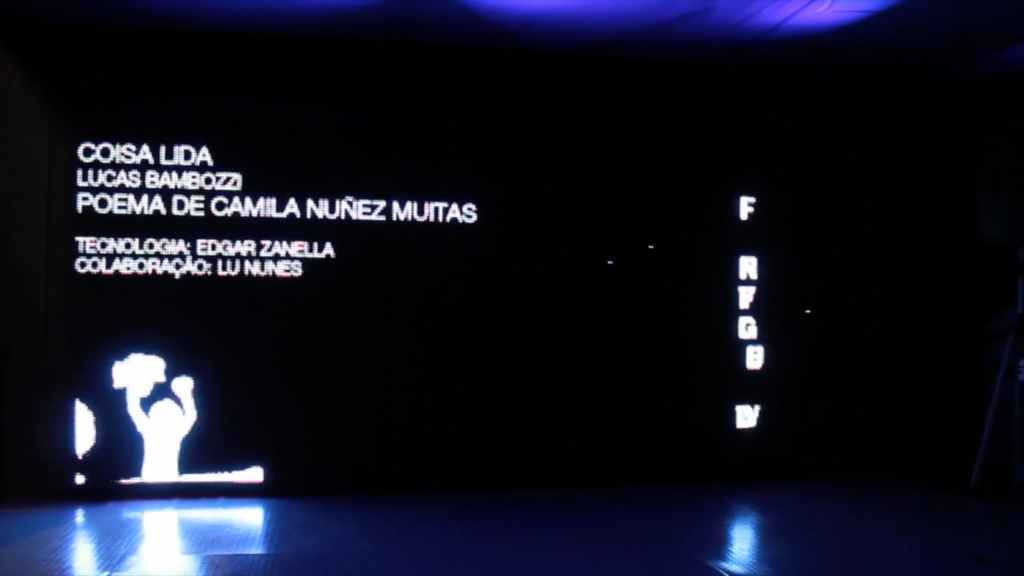 COISA LIDA
LUCAS BAMBOZZI
POEMA DE CAMILA NUÑEZ MUITAS
TECNOLOGIA: EDGAR ZANELLA
COLABORAÇÃO: LU NUNES
F
R
F
G